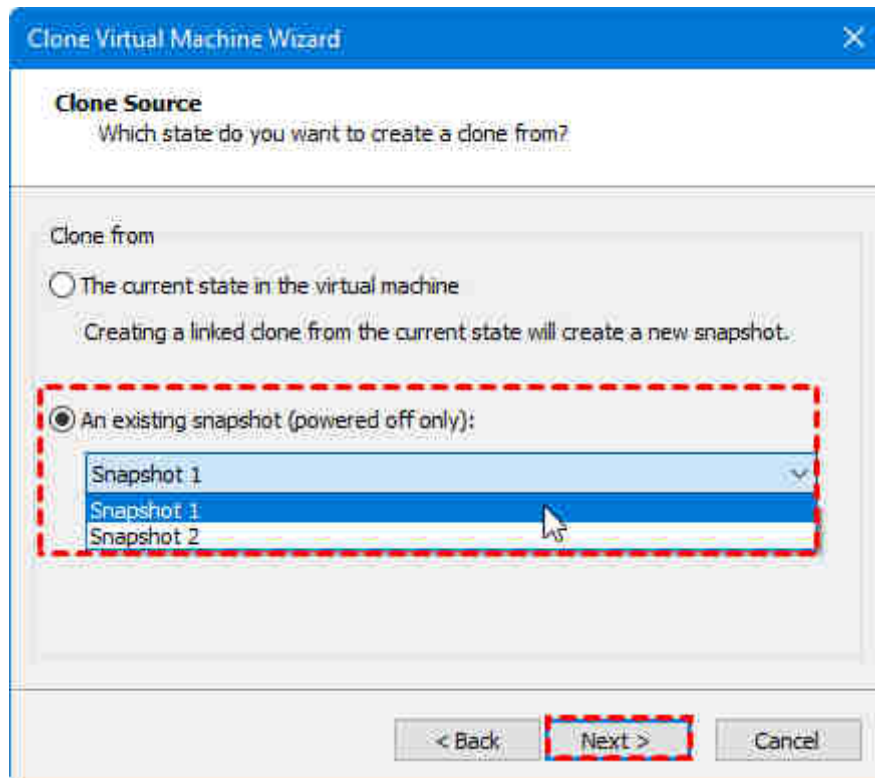 Clone Virtual Machine Wizard
Clone Source
Which state do you want to create a clone from?
Clone from
The current state in the virtual machine
Creating a linked clone from the current state will create a new snapshot.
An existing snapshot (powered off only):
Snapshot 1
Snapshot 1
Snapshot 2
< Back
Next >
Cancel